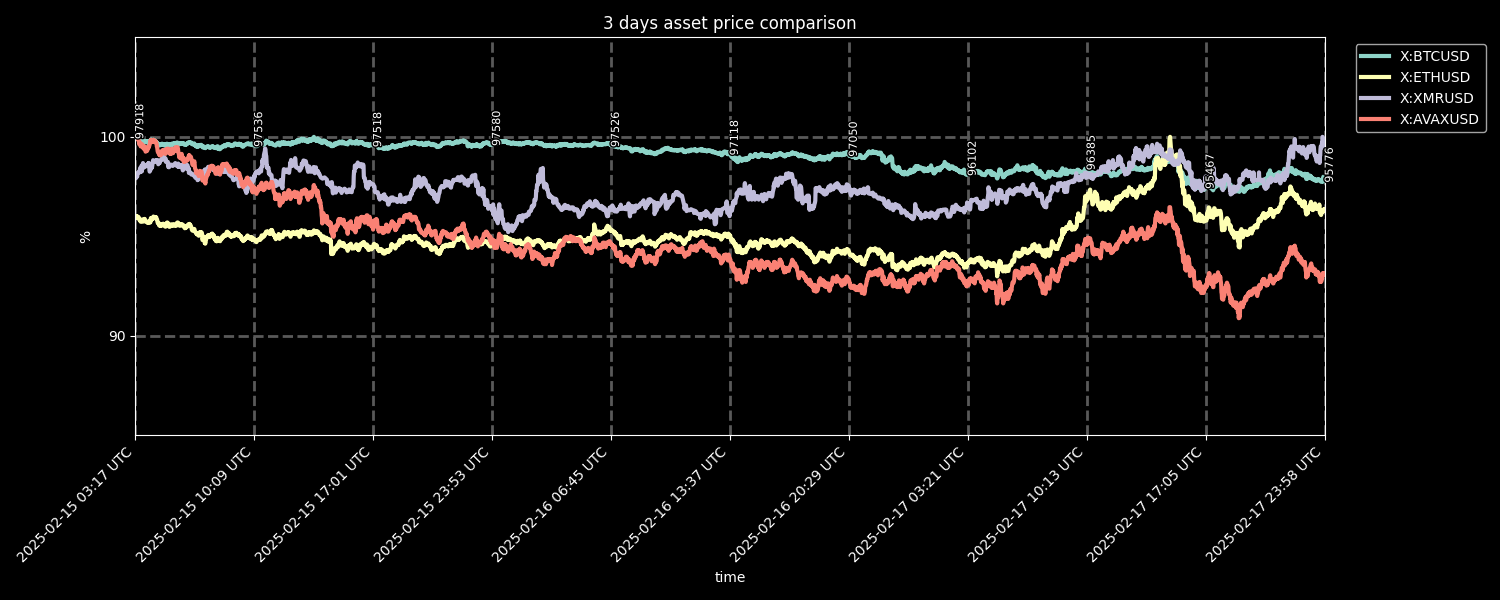 3 days asset price comparison
X:BTCUSD
X:ETHUSD
X:XMRUSD
X:AVAXUSD
%
100
90
97918
97536
97518
97580
97526
97118
97050
96102
96385
95467
95776
2025-02-15 03:17 UTC
2025-02-15 10:09 UTC
2025-02-15 17:01 UTC
2025-02-15 23:53 UTC
2025-02-16 06:45 UTC
2025-02-16 13:37 UTC
2025-02-16 20:29 UTC
2025-02-17 03:21 UTC
2025-02-17 10:13 UTC
2025-02-17 17:05 UTC
2025-02-17 23:58 UTC
time